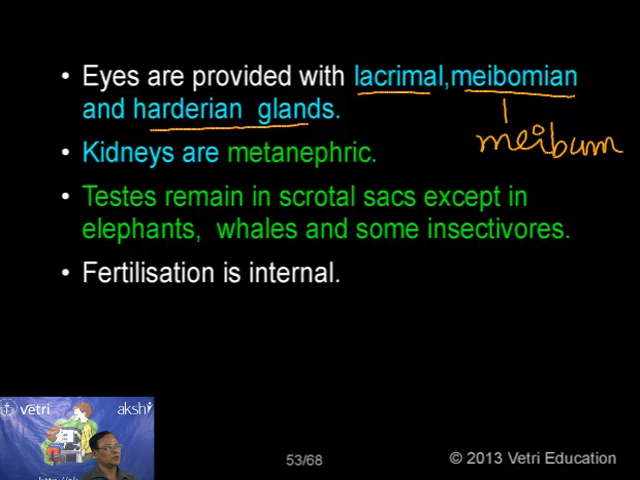 • Eyes are provided with lacrimal,meibomian
and harderian glands.
meibum
• Kidneys are metanephric.
• Testes remain in scrotal sacs except in
elephants, whales and some insectivores.
• Fertilisation is internal.
vetri
akshi
53/68
© 2013 Vetri Education